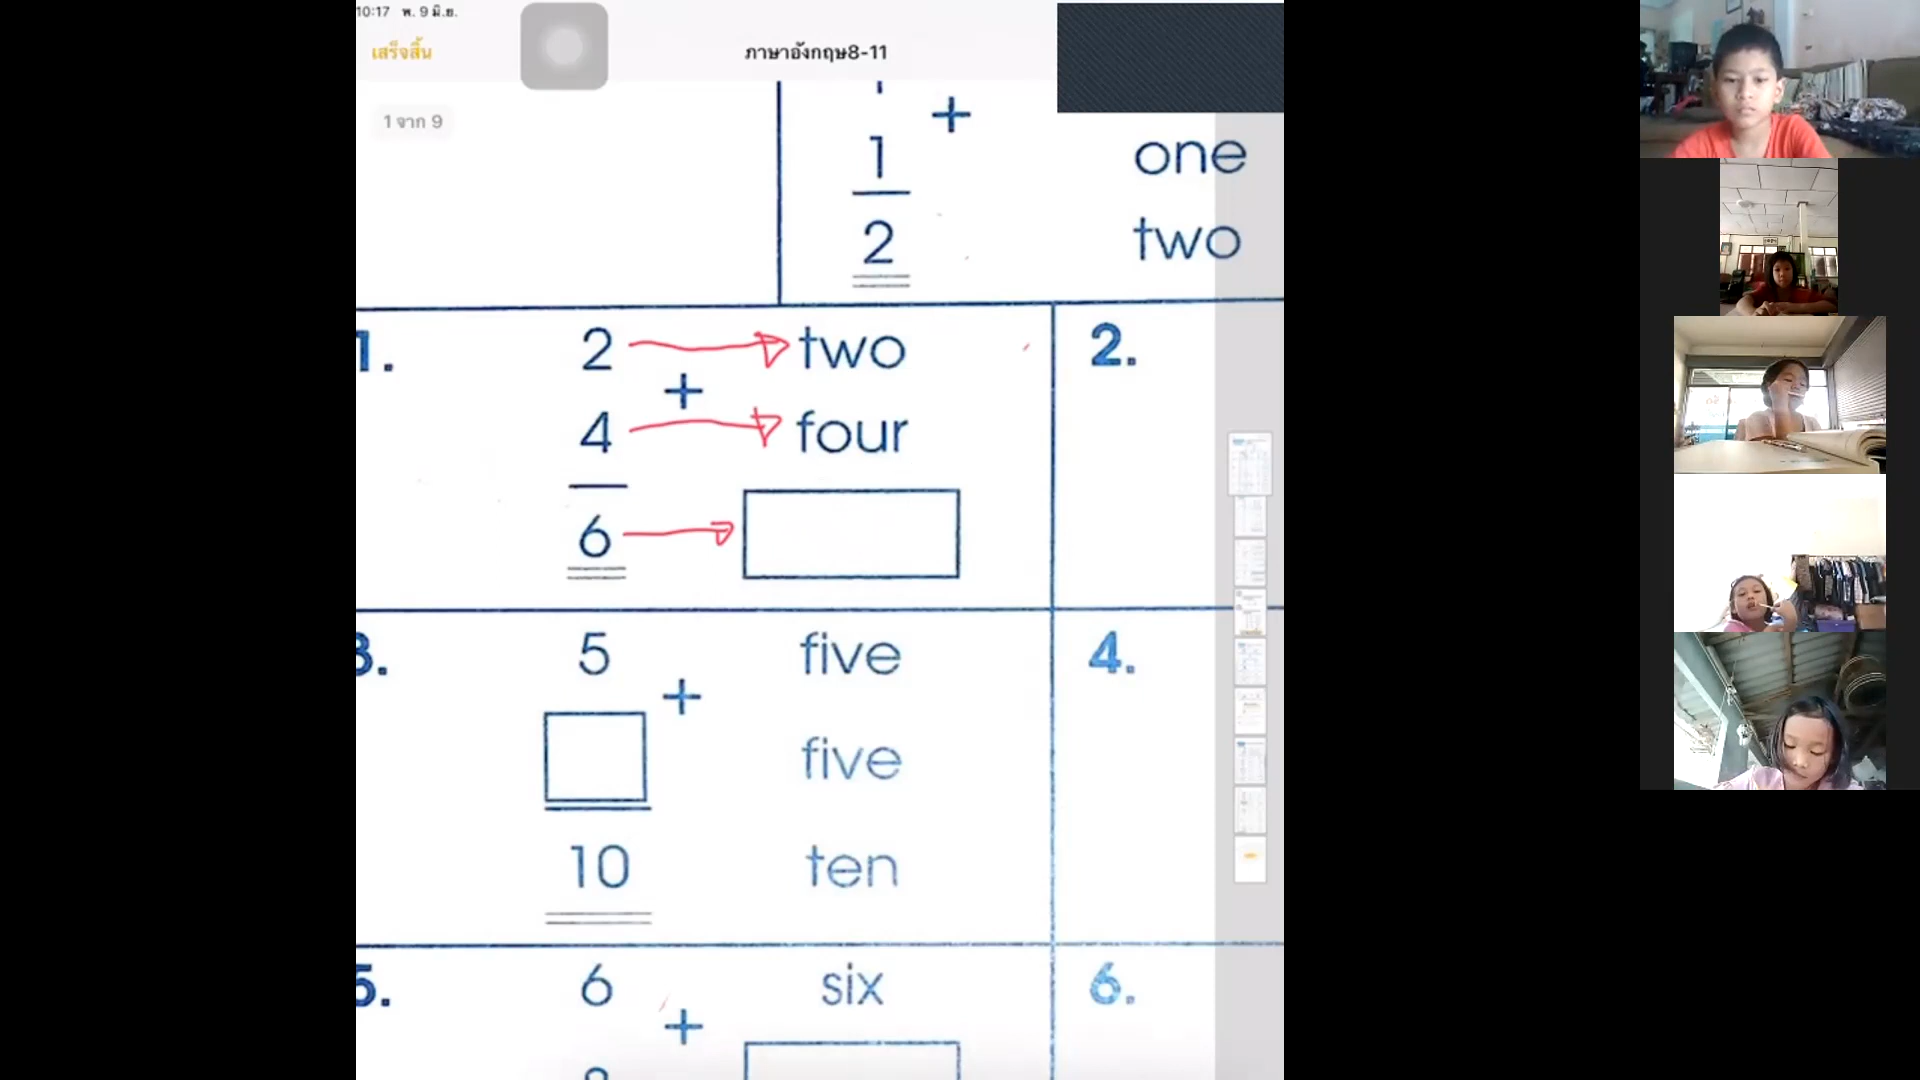 10:17 พ. 9 มิ.ย.
เสร็จสิ้น
ภาษาอังกฤษ8-11
1 จาก 9
+
1 one
2 two
1. 2 two
+
4 four
6
2.
3. 5 five
+
five
10 ten
4.
5. 6 six
+
6.